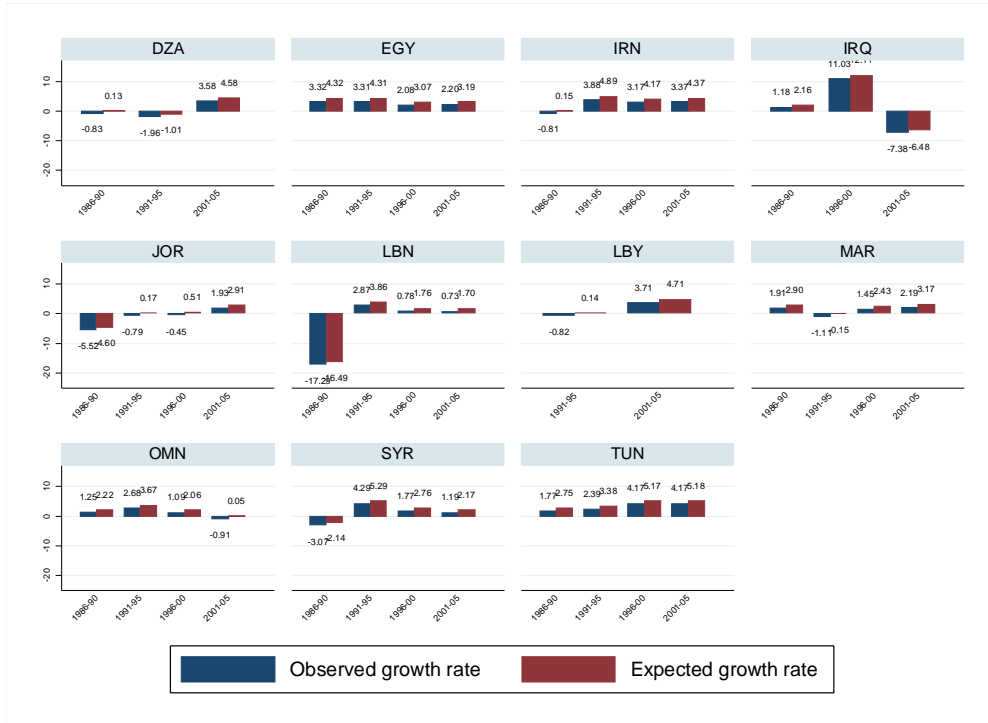 DZA EGY IRN IRQ
10 0 -10 -20
-0.83 0.13 -1.96 -1.01 3.58 4.58
3.32 4.32 3.31 4.31 2.08 3.07 2.20 3.19
-0.81 0.15 3.88 4.89 3.17 4.17 3.37 4.37
1.18 2.16 11.03 -7.38 -6.48
1986-90 1991-95 2001-05
1986-90 1991-95 1996-00 2001-05
1986-90 1991-95 1996-00 2001-05
1986-90 1996-00 2001-05
JOR LBN LBY MAR
10 0 -10 -20
-5.52 -4.60 -0.79 0.17 -0.45 0.51 1.93 2.91
-17.29 -16.49 2.87 3.86 0.78 1.76 0.73 1.70
-0.82 0.14 3.71 4.71
1.91 2.90 -1.11 -0.15 1.45 2.43 2.19 3.17
1986-90 1991-95 1996-00 2001-05
1986-90 1991-95 1996-00 2001-05
1991-95 2001-05
1986-90 1991-95 1996-00 2001-05
OMN SYR TUN
10 0 -10 -20
1.25 2.22 2.68 3.67 1.09 2.06 -0.91 0.05
-3.07 -2.14 4.29 5.29 1.77 2.76 1.19 2.17
1.77 2.75 2.39 3.38 4.17 5.17 4.17 5.18
1986-90 1991-95 1996-00 2001-05
1986-90 1991-95 1996-00 2001-05
1986-90 1991-95 1996-00 2001-05
Observed growth rate Expected growth rate